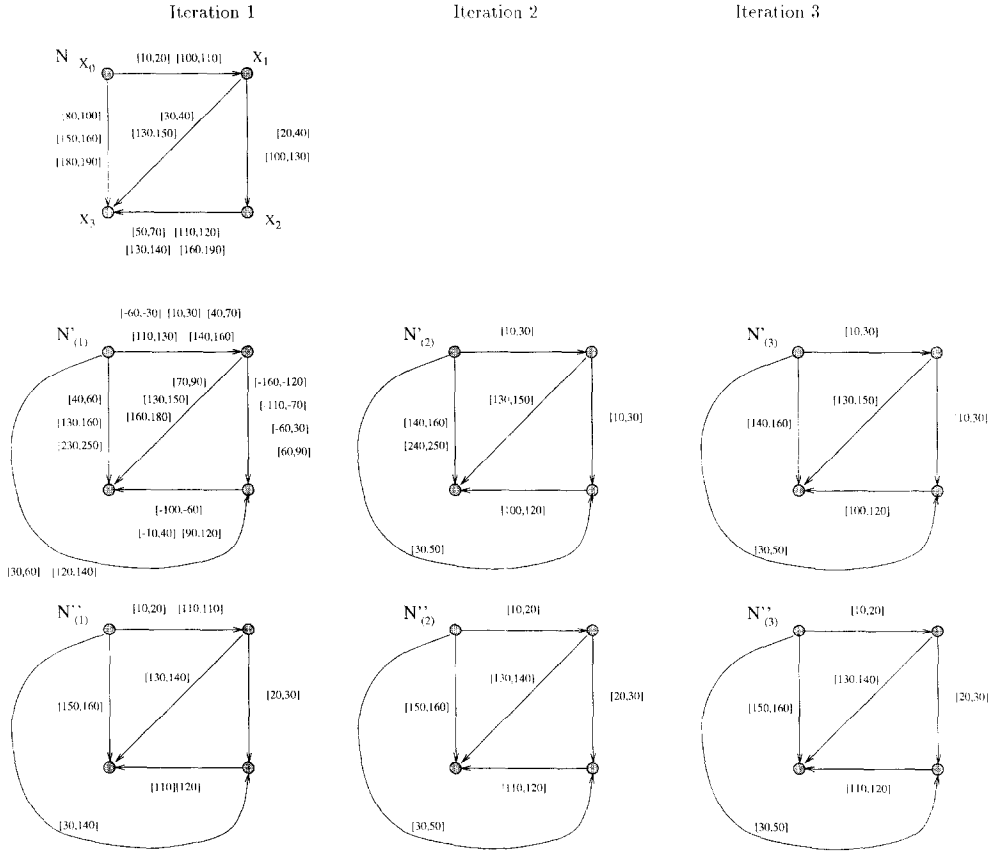 Iteration 1 Iteration 2 Iteration 3
N X0 [10,20] [100,110] X1
[80,100] [30,40]
[150,160] [130,150] [20,40]
[180,190] [100,130]
X3 [50,70] [110,120] X2
[130,140] [160,190]
[-60,-30] [10,30] [40,70]
N'(1) [110,130] [140,160] N'(2) [10,30] N'(3) [10,30]
[70,90] [-160,-120]
[40,60] [130,150] [-110,-70] [130,150] [130,150]
[130,160] [160,180] [-60,30] [140,160] [10,30] [140,160] [10,30]
[230,250] [60,90] [240,250]
[-100,-60] [100,120] [100,120]
[-10,40] [90,120]
[30,60] [120,140] [30,50] [30,50]
N''(1) [10,20] [110,110] N''(2) [10,20] N''(3) [10,20]
[130,140] [130,140] [130,140]
[150,160] [20,30] [150,160] [20,30] [150,160] [20,30]
[110][120] [110,120] [110,120]
[30,140] [30,50] [30,50]